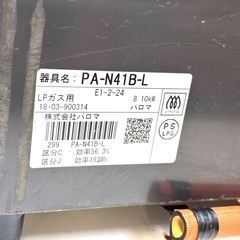 器具名：PA-N41B-L
E1-2-24
LPガス用 B 10kW
18-03-900314 パロマ
株式会社パロマ
PS
LPG
299 PA-N41B-L
区分C 効率56.3%
区分J 効率192Wh